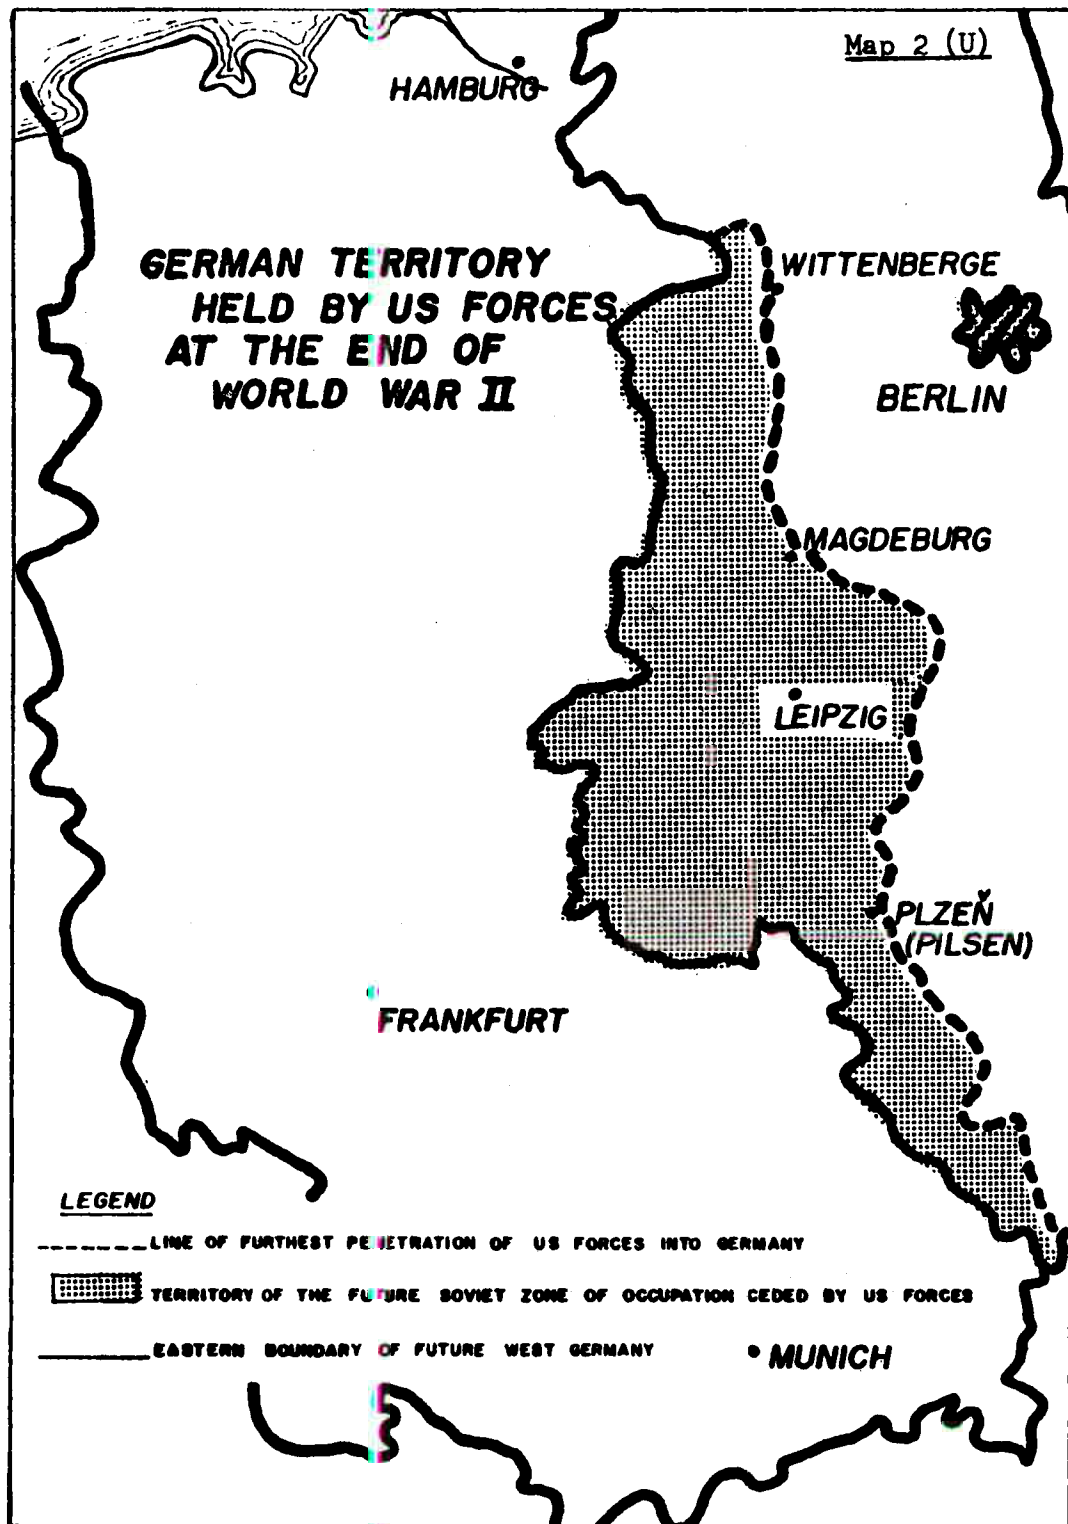 Map 2 (U)
HAMBURG
GERMAN TERRITORY
HELD BY US FORCES
AT THE END OF
WORLD WAR II
WITTENBERGE
BERLIN
MAGDEBURG
LEIPZIG
PLZEŇ
(PILSEN)
FRANKFURT
LEGEND
LINE OF FURTHEST PENETRATION OF US FORCES INTO GERMANY
TERRITORY OF THE FUTURE SOVIET ZONE OF OCCUPATION CEDED BY US FORCES
EASTERN BOUNDARY OF FUTURE WEST GERMANY
MUNICH